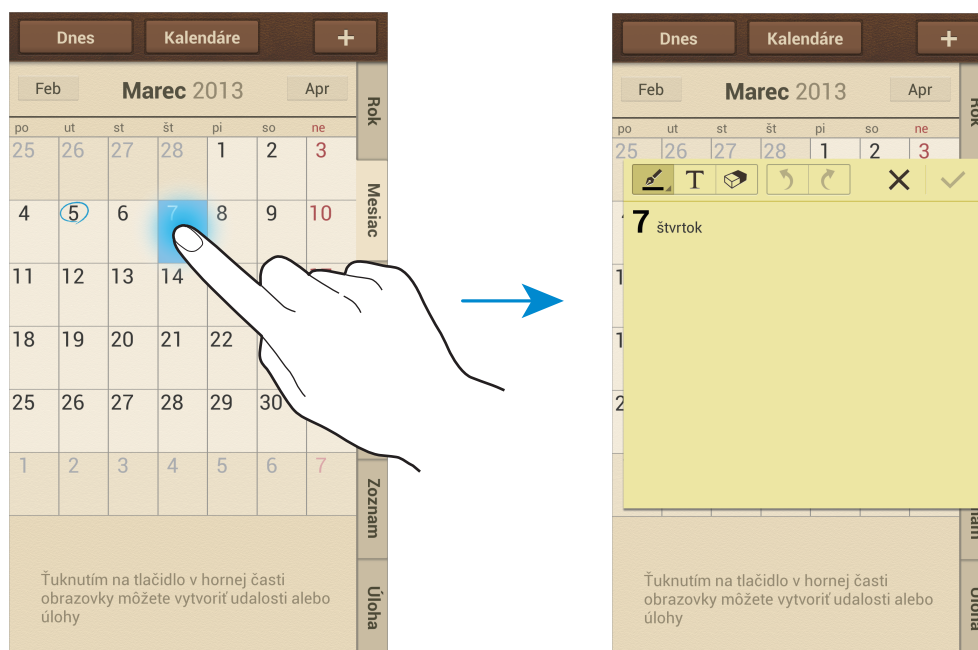 Dnes Kalendáre +
Feb Marec 2013 Apr
po ut st št pi so ne
25 26 27 28 1 2 3
4 5 6 7 8 9 10
11 12 13 14
18 19 20 21 22
25 26 27 28 29 30
1 2 3 4 5 6 7
Rok
Mesiac
Zoznam
Úloha
Ťuknutím na tlačidlo v hornej časti
obrazovky môžete vytvoriť udalosti alebo
úlohy
Dnes Kalendáre +
Feb Marec 2013 Apr
Rok
po ut st št pi so ne
25 26 27 28 1 2 3
T
7 štvrtok
Úloha
Ťuknutím na tlačidlo v hornej časti
obrazovky môžete vytvoriť udalosti alebo
úlohy